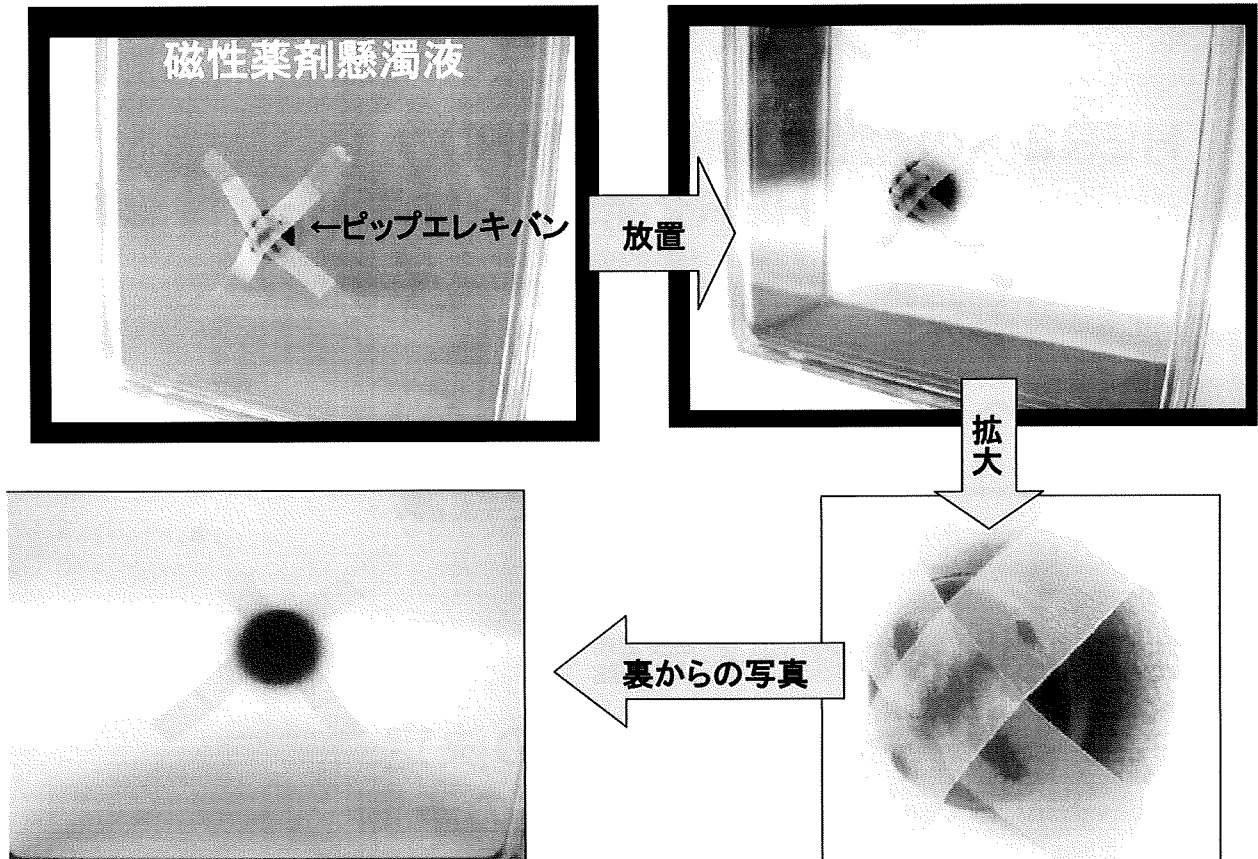 磁性薬剤懸濁液
←ピップエレキバン
放置
拡大
裏からの写真